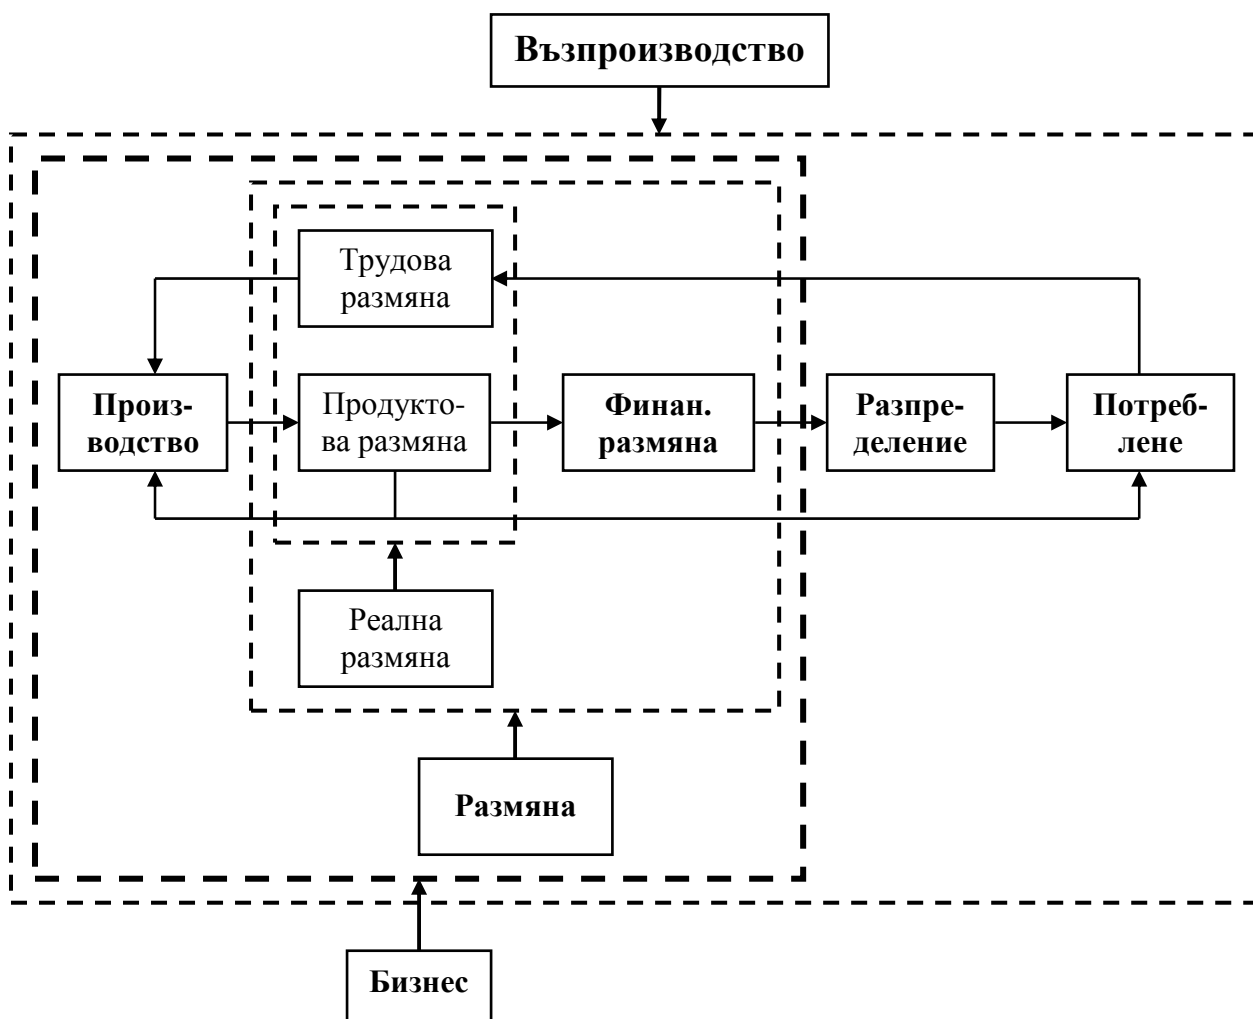 Възпроизводство
Трудова
размяна
Произ-
водство
Продукто-
ва размяна
Финан.
размяна
Разпре-
деление
Потреб-
лене
Реална
размяна
Размяна
Бизнес